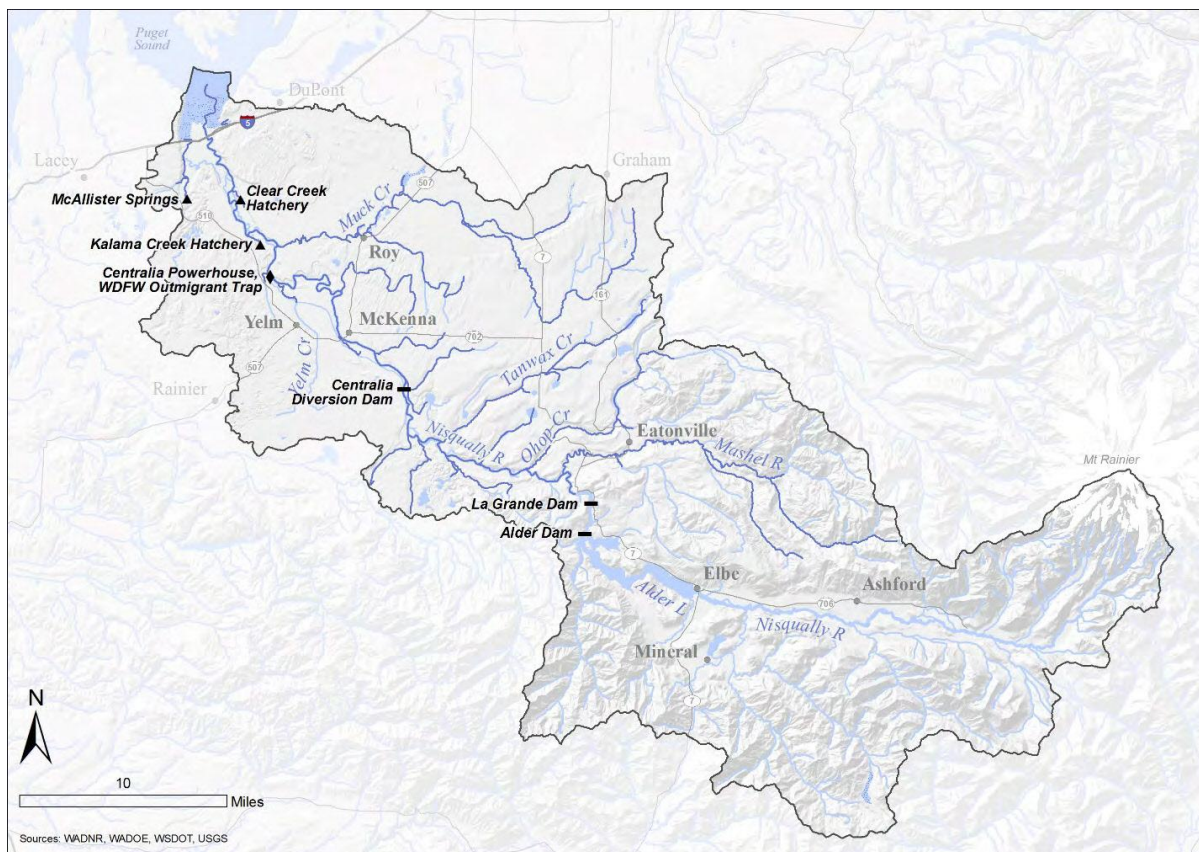 Puget
Sound
DuPont
5
Lacey
Graham
McAllister Springs
Clear Creek
Hatchery
507
510
Muck Cr
Kalama Creek Hatchery
Roy
7
Centralia Powerhouse,
WDFW Outmigrant Trap
161
Yelm
McKenna
702
Tanwax Cr
Yelm Cr
507
Rainier
Centralia
Diversion Dam
Nisqually R
Ohop Cr
Eatonville
Mashel R
Mt Rainier
La Grande Dam
Alder Dam
7
Elbe
Ashford
Alder L
706
Nisqually R
Mineral
7
N
10
Miles
Sources: WADNR, WADOE, WSDOT, USGS